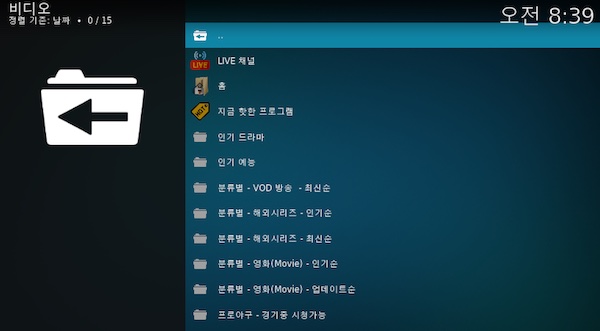 비디오
정렬 기준: 날짜 • 0 / 15
오전 8:39
..
LIVE
LIVE 채널
홈
HOT!
지금 핫한 프로그램
인기 드라마
인기 예능
분류별 - VOD 방송 - 최신순
분류별 - 해외시리즈 - 인기순
분류별 - 해외시리즈 - 최신순
분류별 - 영화(Movie) - 인기순
분류별 - 영화(Movie) - 업데이트순
프로야구 - 경기중 시청가능